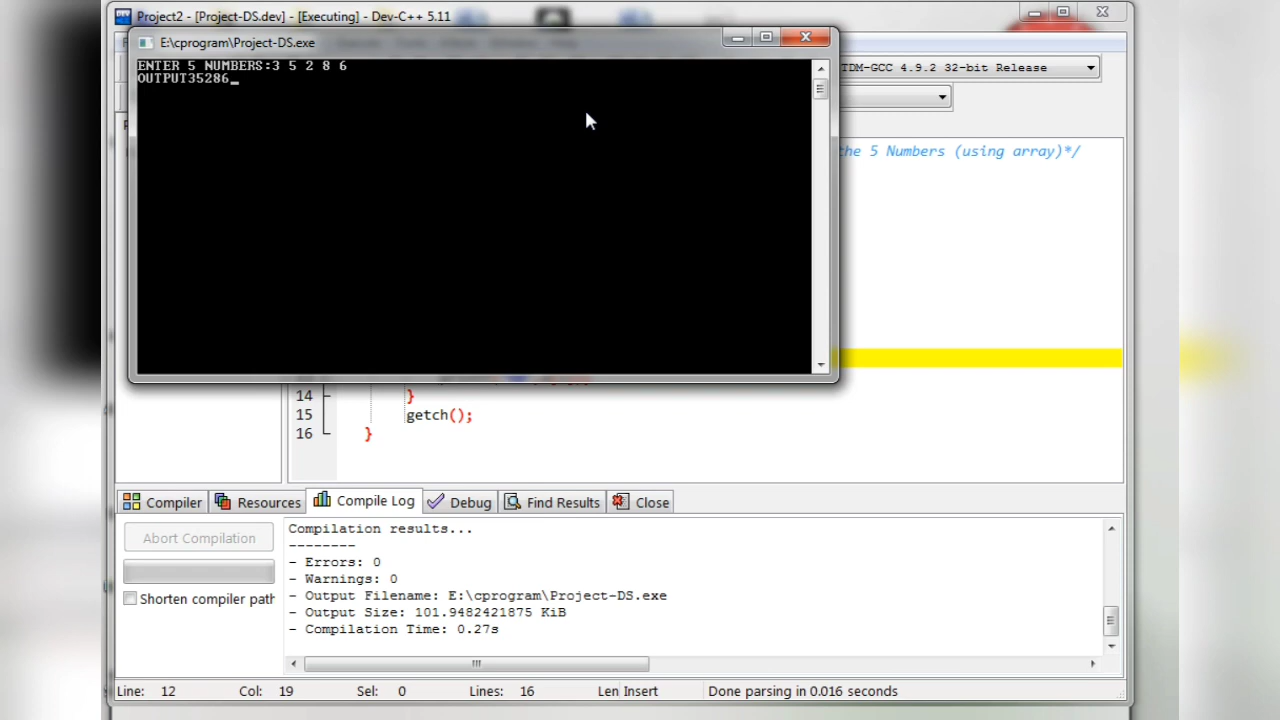 Project2 - [Project-DS.dev] - [Executing] - Dev-C++ 5.11
E:\cprogram\Project-DS.exe
ENTER 5 NUMBERS:3 5 2 8 6
OUTPUT35286_
TDM-GCC 4.9.2 32-bit Release
the 5 Numbers (using array)*/
14 }
15 getch();
16 }
Compiler Resources Compile Log Debug Find Results Close
Abort Compilation
Shorten compiler path
Compilation results...
--------
- Errors: 0
- Warnings: 0
- Output Filename: E:\cprogram\Project-DS.exe
- Output Size: 101.9482421875 KiB
- Compilation Time: 0.27s
Line: 12 Col: 19 Sel: 0 Lines: 16 Len Insert Done parsing in 0.016 seconds